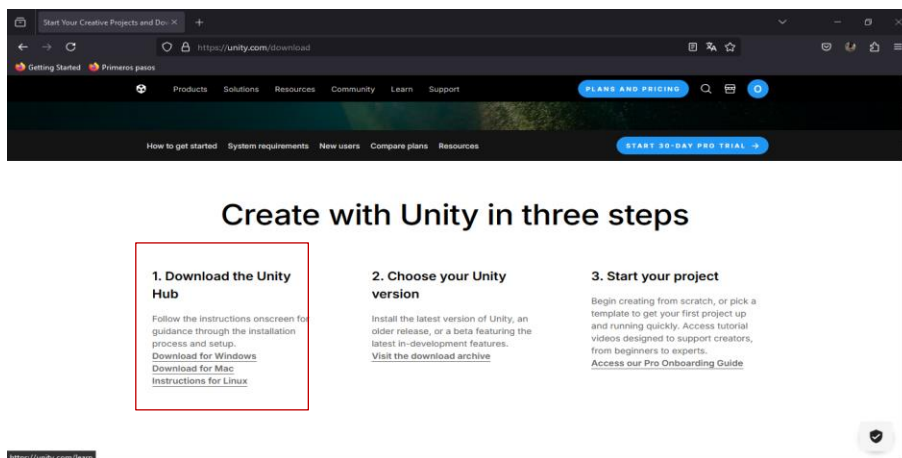 Start Your Creative Projects and Dow
https://unity.com/download
Getting Started Primeros pasos
Products Solutions Resources Community Learn Support PLANS AND PRICING O
How to get started System requirements New users Compare plans Resources START 30-DAY PRO TRIAL →
Create with Unity in three steps
1. Download the Unity
Hub
Follow the instructions onscreen for
guidance through the installation
process and setup.
Download for Windows
Download for Mac
Instructions for Linux
2. Choose your Unity
version
Install the latest version of Unity, an
older release, or a beta featuring the
latest in-development features.
Visit the download archive
3. Start your project
Begin creating from scratch, or pick a
template to get your first project up
and running quickly. Access tutorial
videos designed to support creators,
from beginners to experts.
Access our Pro Onboarding Guide
https://unity.com/learn